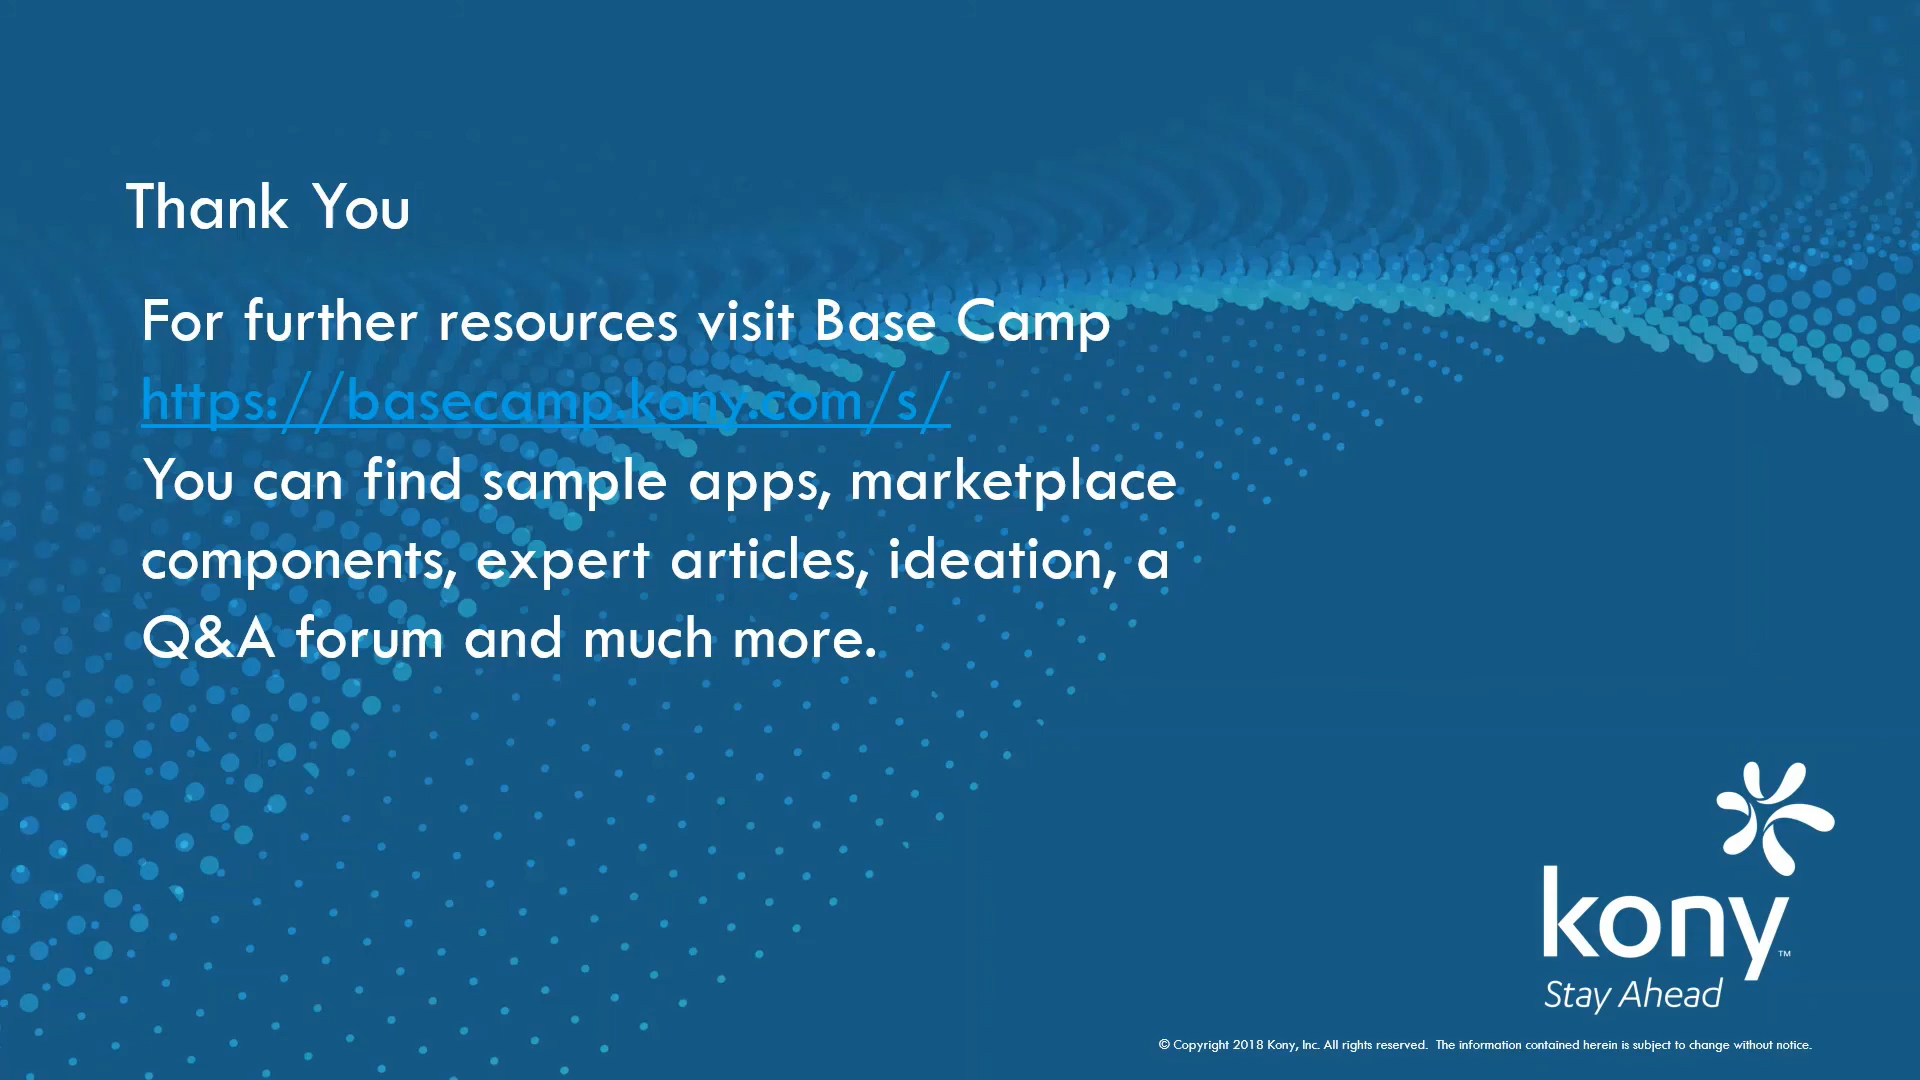 Thank You
For further resources visit Base Camp
https://basecamp.kony.com/s/
You can find sample apps, marketplace
components, expert articles, ideation, a
Q&A forum and much more.
kony™
Stay Ahead
© Copyright 2018 Kony, Inc. All rights reserved. The information contained herein is subject to change without notice.